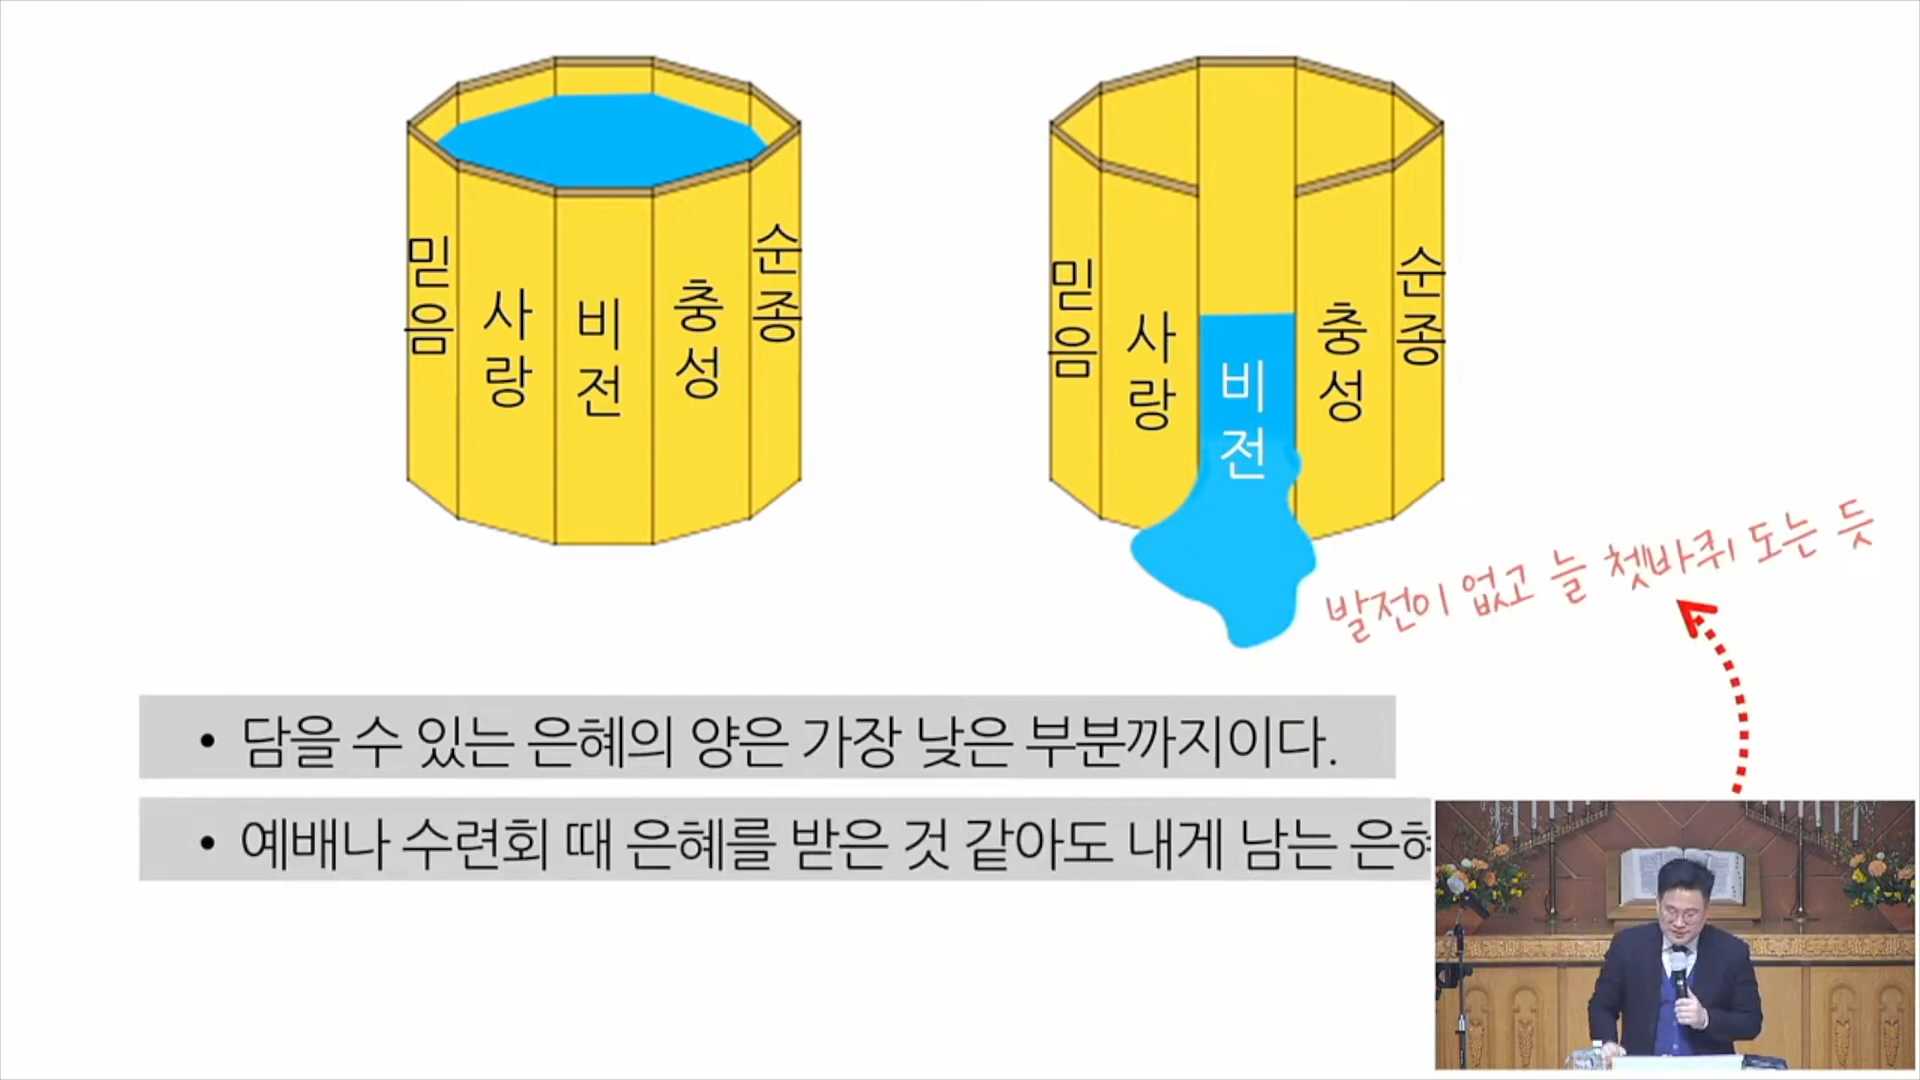 믿음
사랑
비전
충성
순종
믿음
사랑
비전
충성
순종
발전이 없고 늘 쳇바퀴 도는 듯
• 담을 수 있는 은혜의 양은 가장 낮은 부분까지이다.
• 예배나 수련회 때 은혜를 받은 것 같아도 내게 남는 은혜